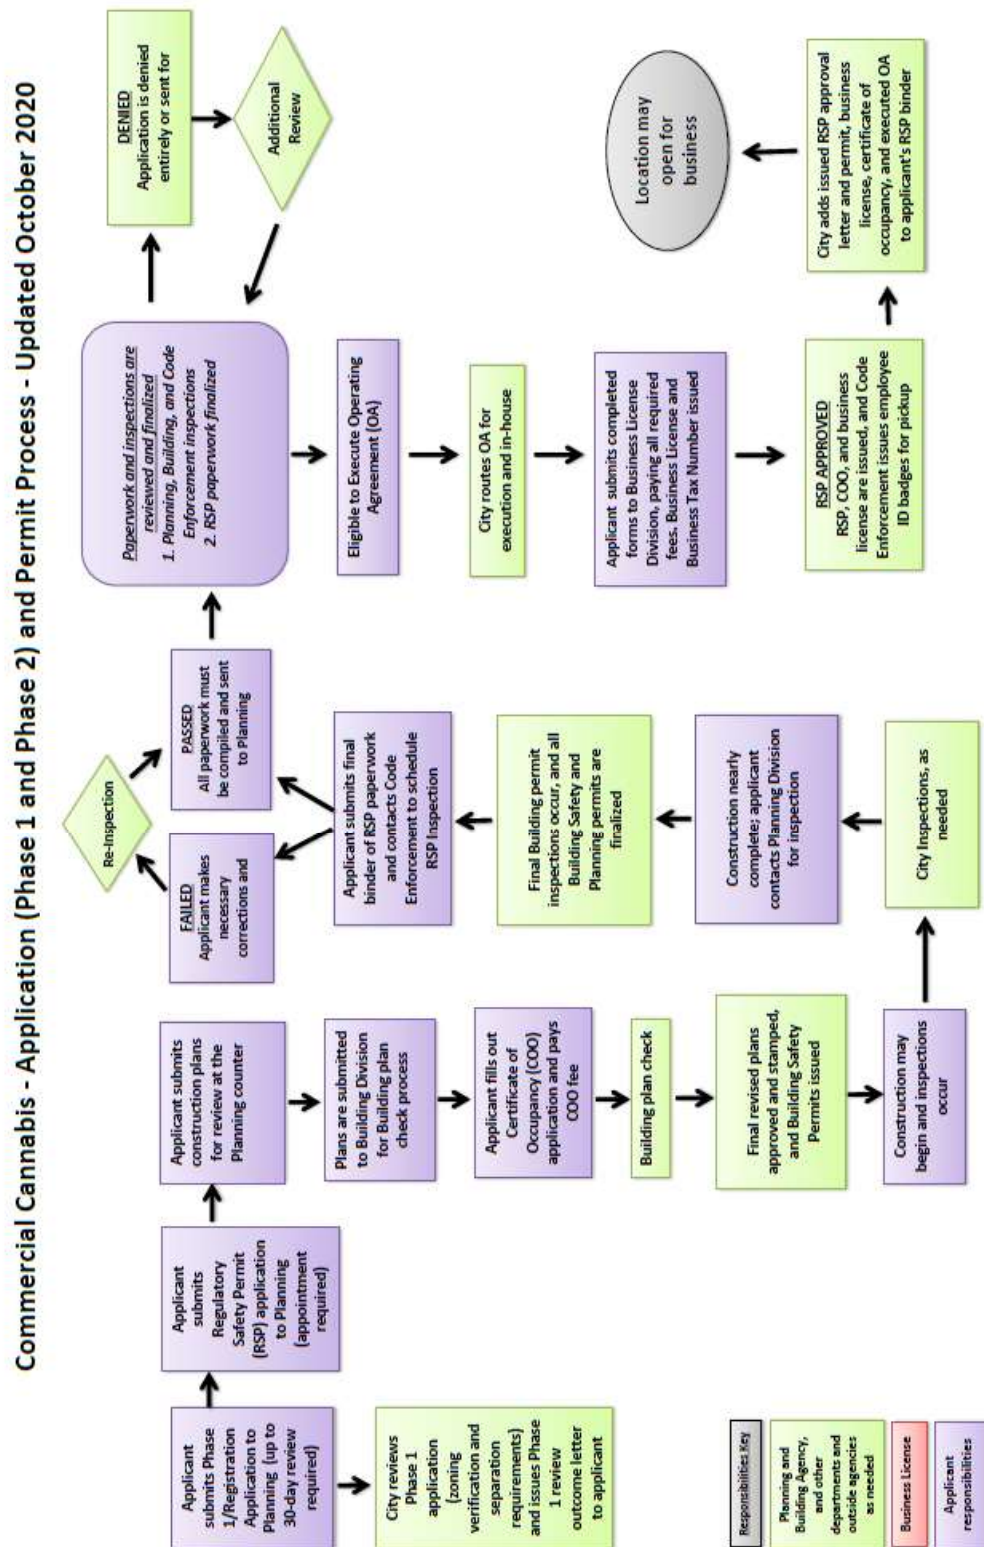 Commercial Cannabis - Application (Phase 1 and Phase 2) and Permit Process - Updated October 2020
Applicant
submits Phase
1/Registration
Application to
Planning (up to
30-day review
required)
City reviews
Phase 1
application
(zoning
verification and
separation
requirements)
and issues Phase
1 review
outcome letter
to applicant
Applicant
submits
Regulatory
Safety Permit
(RSP) application
to Planning
(appointment
required)
Applicant submits
construction plans
for review at the
Planning counter
Plans are submitted
to Building Division
for Building plan
check process
Applicant fills out
Certificate of
Occupancy (COO)
application and pays
COO fee
Building plan check
Final revised plans
approved and stamped,
and Building Safety
Permits issued
Construction may
begin and inspections
occur
City Inspections, as
needed
Construction nearly
complete; applicant
contacts Planning Division
for inspection
Final Building permit
inspections occur, and all
Building Safety and
Planning permits are
finalized
Applicant submits final
binder of RSP paperwork
and contacts Code
Enforcement to schedule
RSP Inspection
FAILED
Applicant makes
necessary
corrections and
Re-Inspection
PASSED
All paperwork must
be compiled and sent
to Planning
Paperwork and inspections are
reviewed and finalized
1. Planning, Building, and Code
Enforcement inspections
2. RSP paperwork finalized
DENIED
Application is denied
entirely or sent for
Additional
Review
Eligible to Execute Operating
Agreement (OA)
City routes OA for
execution and in-house
Applicant submits completed
forms to Business License
Division, paying all required
fees. Business License and
Business Tax Number issued
RSP APPROVED
RSP, COO, and business
license are issued, and Code
Enforcement issues employee
ID badges for pickup
City adds issued RSP approval
letter and permit, business
license, certificate of
occupancy, and executed OA
to applicant's RSP binder
Location may
open for
business
Responsibilities Key
Planning and
Building Agency,
and other
departments and
outside agencies
as needed
Business License
Applicant
responsibilities